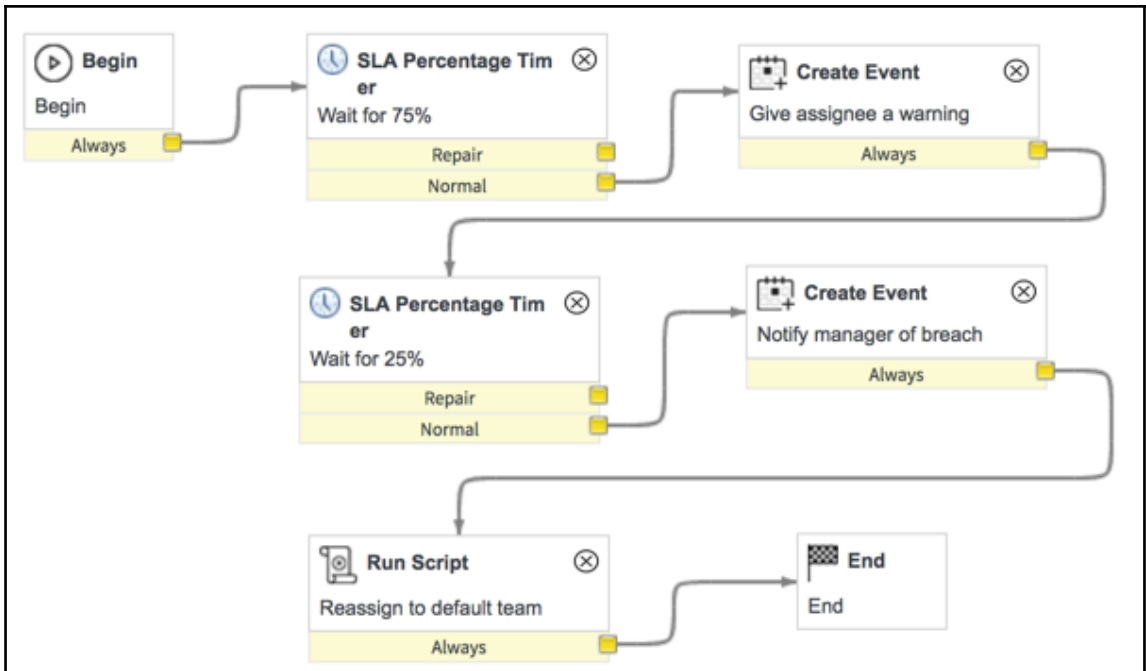 Begin
Begin
Always
SLA Percentage Tim
er
Wait for 75%
Repair
Normal
Create Event
Give assignee a warning
Always
SLA Percentage Tim
er
Wait for 25%
Repair
Normal
Create Event
Notify manager of breach
Always
Run Script
Reassign to default team
Always
End
End